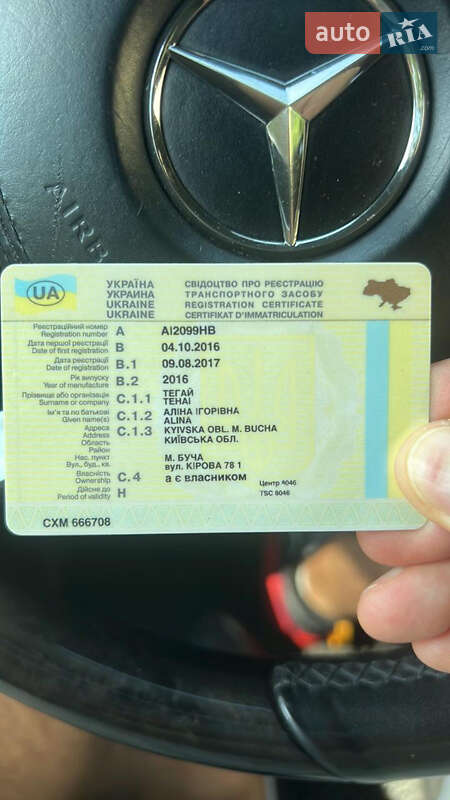 auto RIA.com
AIRB
UA
УКРАЇНА СВІДОЦТВО ПРО РЕЄСТРАЦІЮ
УКРАИНА ТРАНСПОРТНОГО ЗАСОБУ
UKRAINE REGISTRATION CERTIFICATE
UKRAINE CERTIFIKAT D'IMMATRICULATION
Реєстраційний номер
Registration number A АІ2099НВ
Дата першої реєстрації
Date of first registration B 04.10.2016
Дата реєстрації
Date of registration B.1 09.08.2017
Рік випуску
Year of manufacture B.2 2016
Прізвище або організація ТЕГАЙ
Surname or company C.1.1 TEHAI
Ім'я та по батькові АЛІНА ІГОРІВНА
Given name(s) C.1.2 ALINA
Адреса C.1.3 KYIVSKA OBL. M. BUCHA
Address КИЇВСЬКА ОБЛ.
Область
Район
Нас. пункт М. БУЧА
Вул., буд., кв. вул. КІРОВА 78 1
Власність
Ownership C.4 а є власником Центр 8046
Дійсне до
Period of validity H TSC 8046
СХМ 666708